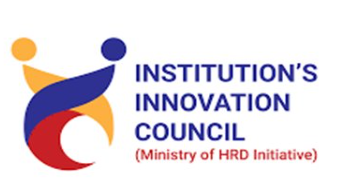 INSTITUTION'S
INNOVATION
COUNCIL
(Ministry of HRD Initiative)